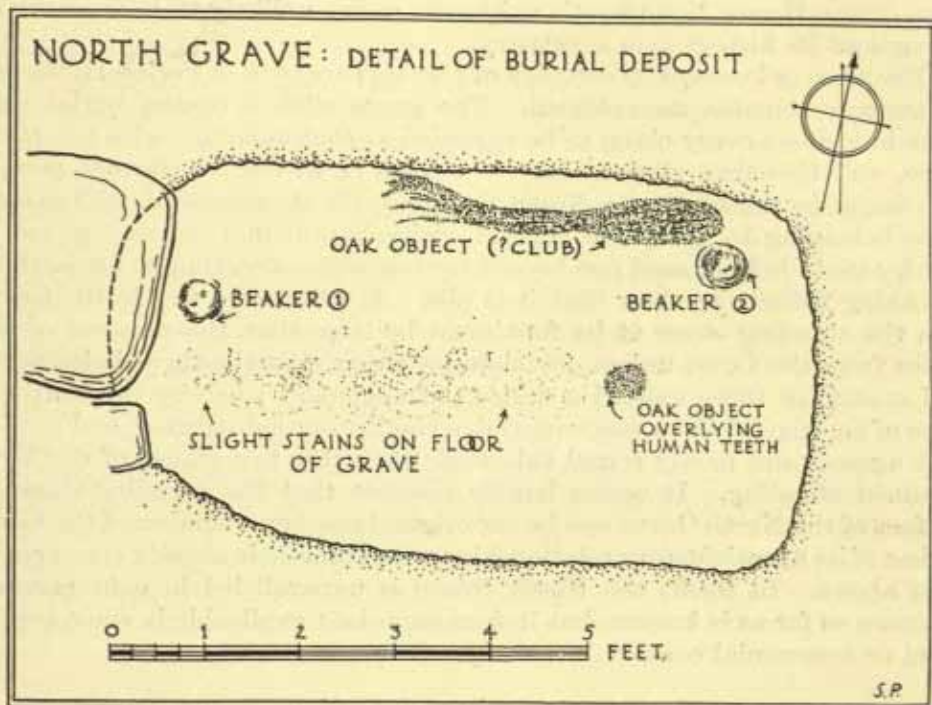 NORTH GRAVE: DETAIL OF BURIAL DEPOSIT
OAK OBJECT (?CLUB)
BEAKER ①
BEAKER ②
SLIGHT STAINS ON FLOOR
OF GRAVE
OAK OBJECT
OVERLYING
HUMAN TEETH
0 1 2 3 4 5
FEET.
S.P.